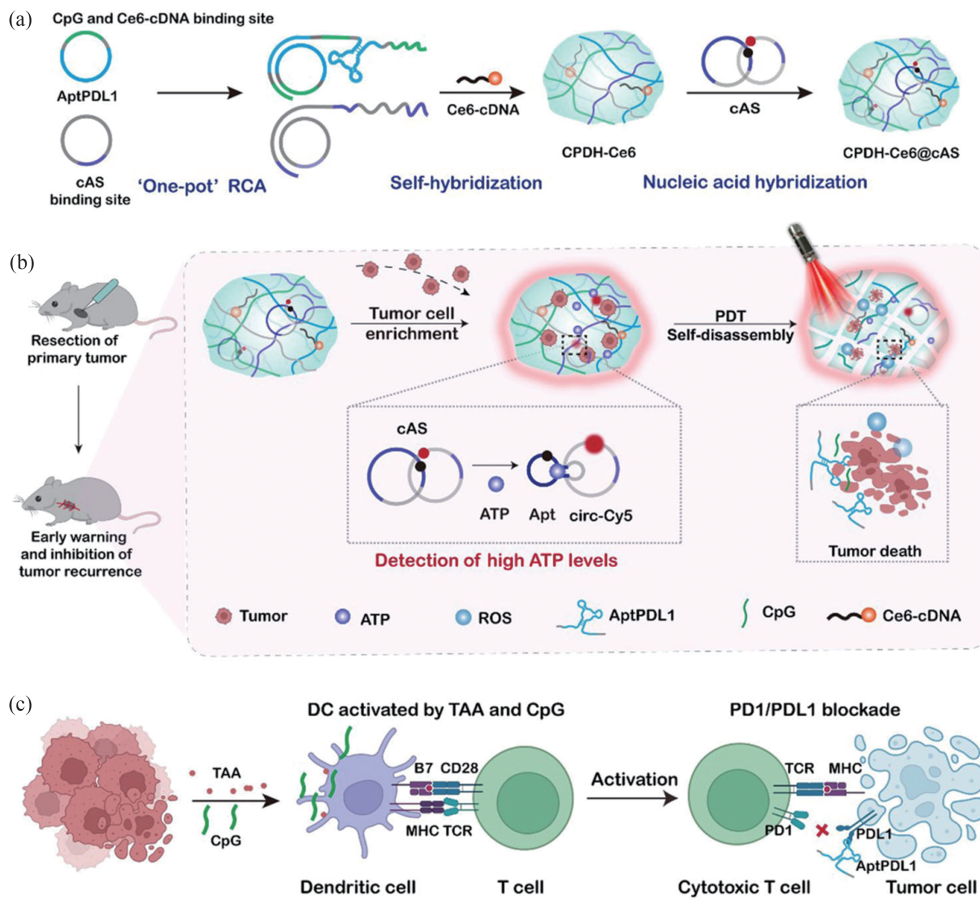 (a)
CpG and Ce6-cDNA binding site
AptPDL1
cAS
binding site
'One-pot' RCA
Ce6-cDNA
Self-hybridization
CPDH-Ce6
cAS
Nucleic acid hybridization
CPDH-Ce6@cAS
(b)
Resection of
primary tumor
Early warning
and inhibition of
tumor recurrence
Tumor cell
enrichment
PDT
Self-disassembly
cAS
ATP
Apt
circ-Cy5
Detection of high ATP levels
Tumor death
Tumor
ATP
ROS
AptPDL1
CpG
Ce6-cDNA
(c)
TAA
CpG
DC activated by TAA and CpG
B7 CD28
MHC TCR
Dendritic cell
T cell
Activation
PD1/PDL1 blockade
TCR MHC
PD1
PDL1
AptPDL1
Cytotoxic T cell
Tumor cell